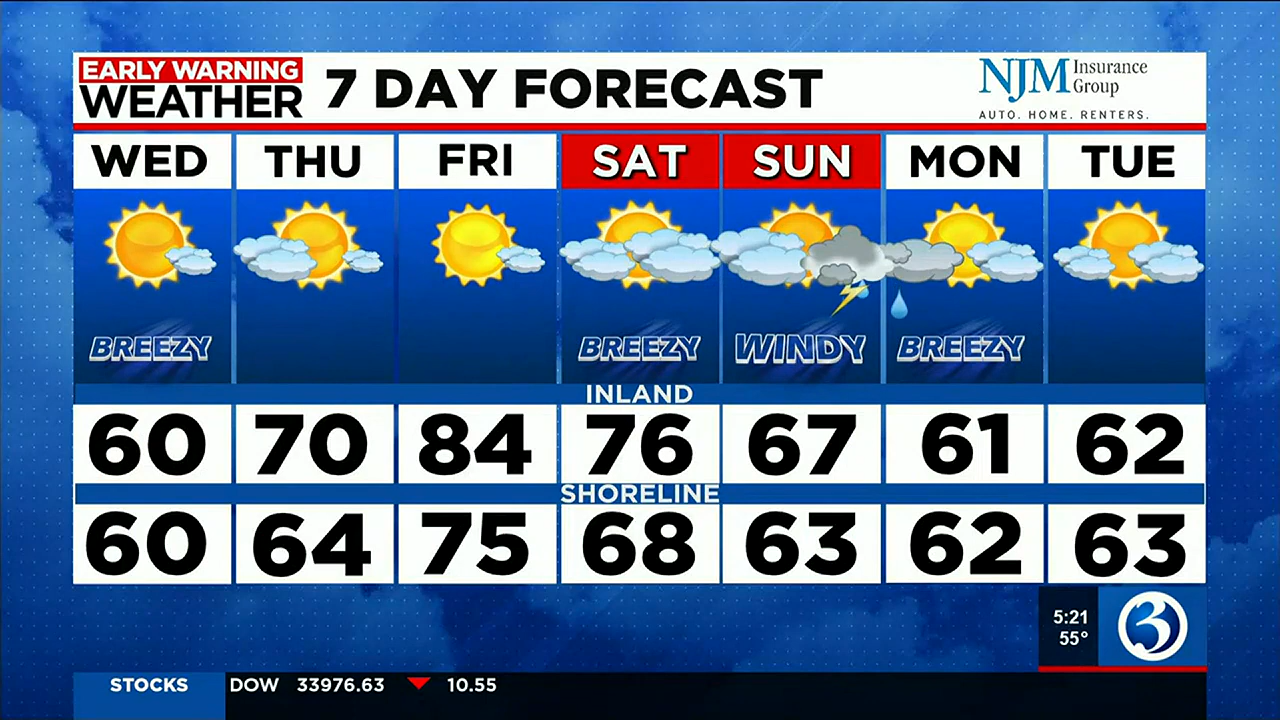 EARLY WARNING
WEATHER
7 DAY FORECAST
NJM Insurance Group
AUTO. HOME. RENTERS.
WED THU FRI SAT SUN MON TUE
BREEZY BREEZY WINDY BREEZY
INLAND
60 70 84 76 67 61 62
SHORELINE
60 64 75 68 63 62 63
5:21
55°
3
STOCKS DOW 33976.63 10.55